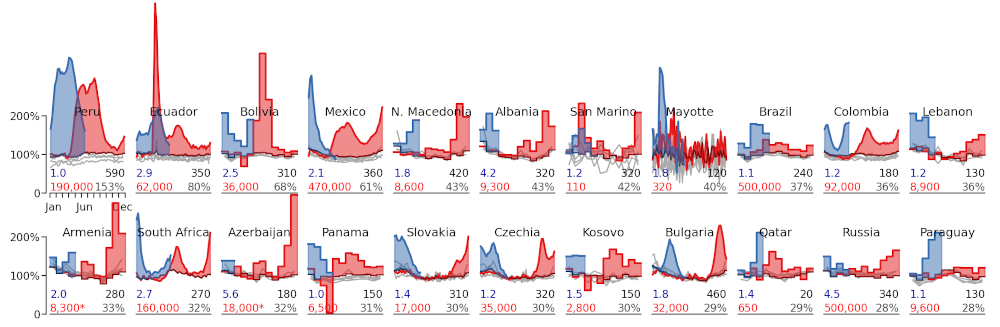 Peru Ecuador Bolivia Mexico N. Macedonia Albania San Marino Mayotte Brazil Colombia Lebanon
200%
100%
1.0 590 2.9 350 2.5 310 2.1 360 1.8 420 4.2 320 1.2 320 1.8 120 1.1 240 1.2 180 1.2 130
190,000 153% 62,000 80% 36,000 68% 470,000 61% 8,600 43% 9,300 43% 110 42% 320 40% 500,000 37% 92,000 36% 8,900 36%
0
Jan Jun Dec
Armenia South Africa Azerbaijan Panama Slovakia Czechia Kosovo Bulgaria Qatar Russia Paraguay
200%
100%
2.0 280 2.7 270 5.6 180 1.0 150 1.4 310 1.2 320 1.5 150 1.8 460 1.4 20 4.5 340 1.1 130
8,300* 33% 160,000 32% 18,000* 32% 6,500 31% 17,000 30% 35,000 30% 2,800 30% 32,000 29% 650 29% 500,000 28% 9,600 28%
0